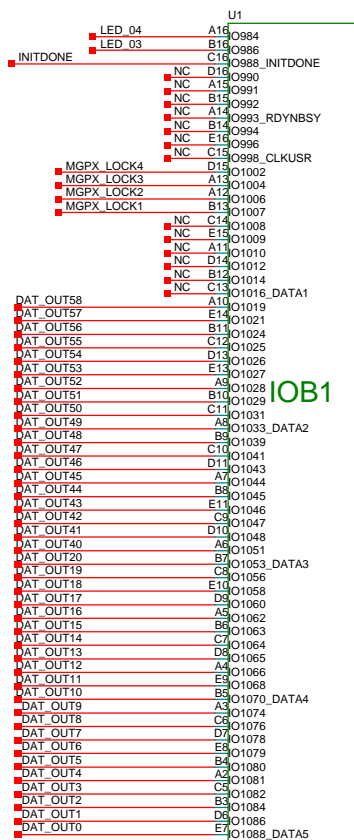 U1
LED_04 A16 IO984
LED_03 B16 IO986
INITDONE C16 IO988_INITDONE
NC D16 IO990
NC A15 IO991
NC B15 IO992
NC A14 IO993_RDYNBSY
NC B14 IO994
NC E16 IO996
NC C15 IO998_CLKUSR
MGPX_LOCK4 D15 IO1002
MGPX_LOCK3 A13 IO1004
MGPX_LOCK2 A12 IO1006
MGPX_LOCK1 B13 IO1007
NC C14 IO1008
NC E15 IO1009
NC A11 IO1010
NC D14 IO1012
NC B12 IO1014
NC C13 IO1016_DATA1
DAT_OUT58 A10 IO1019
DAT_OUT57 E14 IO1021
DAT_OUT56 B11 IO1024
DAT_OUT55 C12 IO1025
DAT_OUT54 D13 IO1026
DAT_OUT53 E13 IO1027
DAT_OUT52 A9 IO1028
IOB1
DAT_OUT51 B10 IO1029
DAT_OUT50 C11 IO1031
DAT_OUT49 A8 IO1033_DATA2
DAT_OUT48 B9 IO1039
DAT_OUT47 C10 IO1041
DAT_OUT46 D11 IO1043
DAT_OUT45 A7 IO1044
DAT_OUT44 B8 IO1045
DAT_OUT43 E11 IO1046
DAT_OUT42 C9 IO1047
DAT_OUT41 D10 IO1048
DAT_OUT40 A6 IO1051
DAT_OUT20 B7 IO1053_DATA3
DAT_OUT19 C8 IO1056
DAT_OUT18 E10 IO1058
DAT_OUT17 D9 IO1060
DAT_OUT16 A5 IO1062
DAT_OUT15 B6 IO1063
DAT_OUT14 C7 IO1064
DAT_OUT13 D8 IO1065
DAT_OUT12 A4 IO1066
DAT_OUT11 E9 IO1068
DAT_OUT10 B5 IO1070_DATA4
DAT_OUT9 A3 IO1074
DAT_OUT8 C6 IO1076
DAT_OUT7 D7 IO1078
DAT_OUT6 E8 IO1079
DAT_OUT5 B4 IO1080
DAT_OUT4 A2 IO1081
DAT_OUT3 C5 IO1082
DAT_OUT2 B3 IO1084
DAT_OUT1 D6 IO1086
DAT_OUT0 E7 IO1088_DATA5